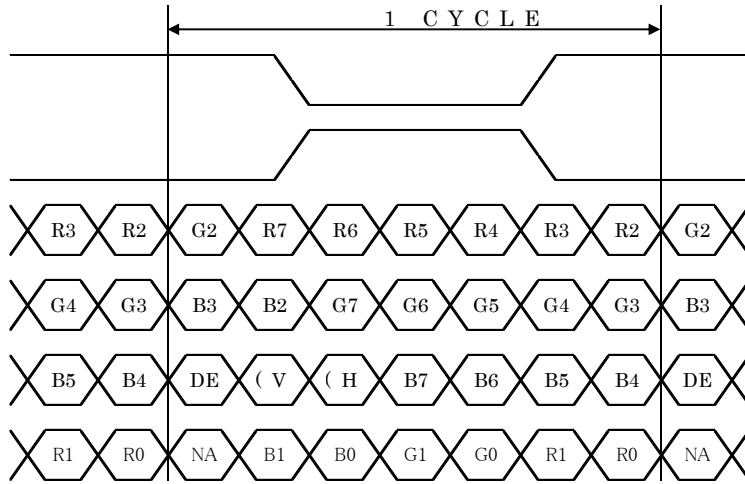 1 CYCLE
R3 R2 G2 R7 R6 R5 R4 R3 R2 G2
G4 G3 B3 B2 G7 G6 G5 G4 G3 B3
B5 B4 DE (V (H B7 B6 B5 B4 DE
R1 R0 NA B1 B0 G1 G0 R1 R0 NA